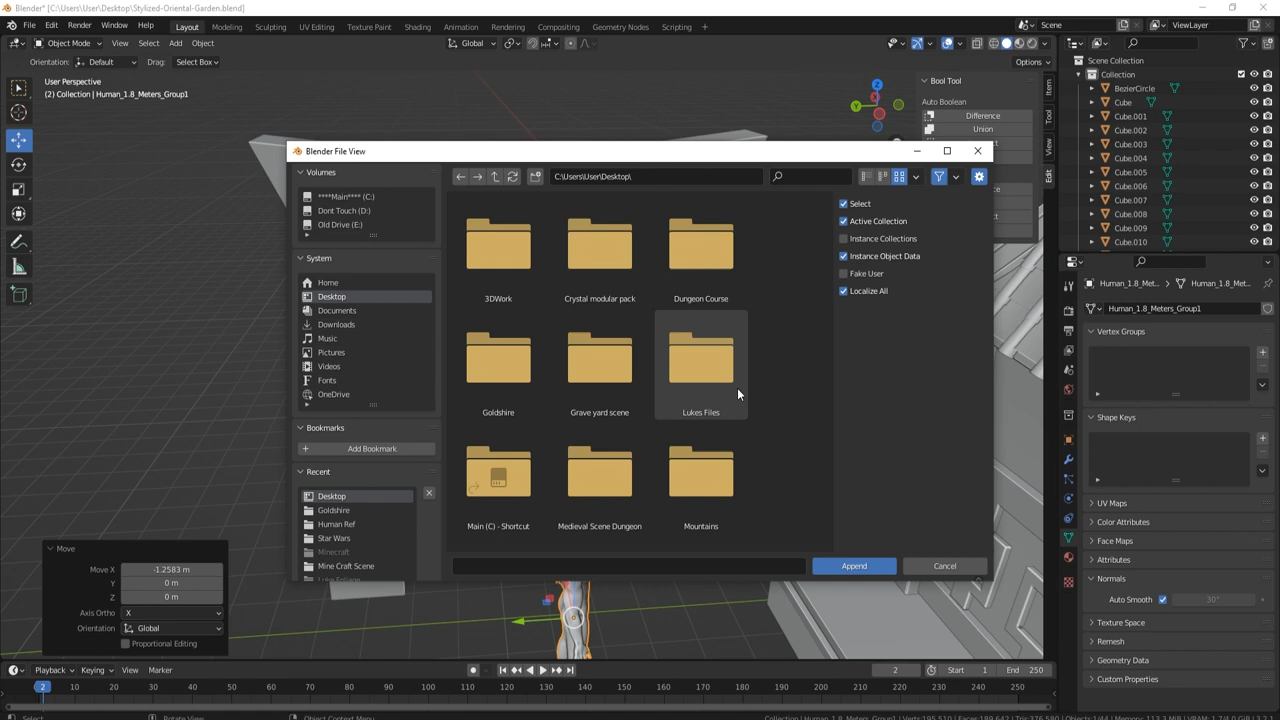 Blender* [C:\Users\User\Desktop\Stylized-Oriental-Garden.blend]
File Edit Render Window Help Layout Modeling Sculpting UV Editing Texture Paint Shading Animation Rendering Compositing Geometry Nodes Scripting + Scene ViewLayer
Object Mode View Select Add Object Global
Orientation: Default Drag: Select Box Options
User Perspective
(2) Collection | Human_1.8_Meters_Group1
Bool Tool
Auto Boolean
Difference
Union
Item
Tool
View
Edit
Scene Collection
Collection
BezierCircle
Cube
Cube.001
Cube.002
Cube.003
Cube.004
Cube.005
Cube.006
Cube.007
Cube.008
Cube.009
Cube.010
Blender File View
Volumes
****Main**** (C:)
Dont Touch (D:)
Old Drive (E:)
System
Home
Desktop
Documents
Downloads
Music
Pictures
Videos
Fonts
OneDrive
Bookmarks
Add Bookmark
Recent
Desktop
Goldshire
Human Ref
Star Wars
Minecraft
Mine Craft Scene
C:\Users\User\Desktop\
3DWork Crystal modular pack Dungeon Course
Goldshire Grave yard scene Lukes Files
Main (C) - Shortcut Medieval Scene Dungeon Mountains
Select
Active Collection
Instance Collections
Instance Object Data
Fake User
Localize All
Append Cancel
Human_1.8_Met... > Human_1.8_Met...
Human_1.8_Meters_Group1
Vertex Groups
Shape Keys
UV Maps
Color Attributes
Face Maps
Attributes
Normals
Auto Smooth 30°
Texture Space
Remesh
Geometry Data
Custom Properties
Move
Move X -1.2583 m
Y 0 m
Z 0 m
Axis Ortho X
Orientation Global
Proportional Editing
Playback Keying View Marker 2 Start 1 End 250
2 10 20 30 40 50 60 70 80 90 100 110 120 130 140 150 160 170 180 190 200 210 220 230 240 250